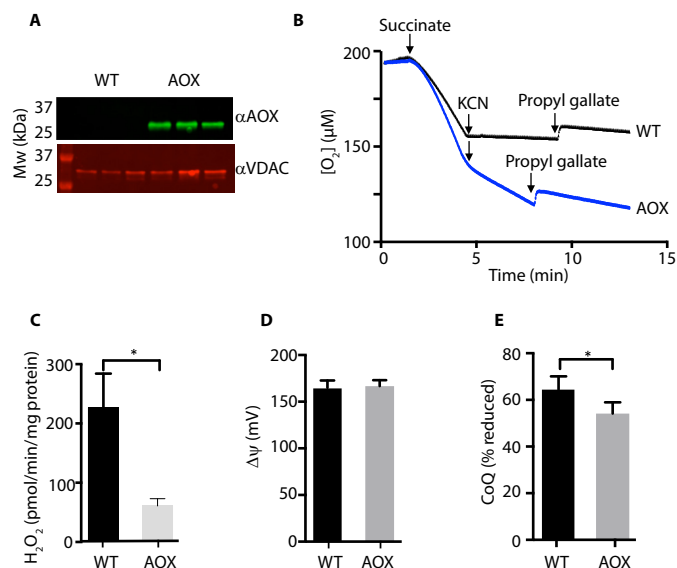 A
WT AOX
37
25
αAOX
37
25
αVDAC
Mw (kDa)
B
Succinate
200
150
100
[O₂] (μM)
KCN
Propyl gallate
WT
Propyl gallate
AOX
0 5 10 15
Time (min)
C
*
300
200
100
0
H₂O₂ (pmol/min/mg protein)
WT AOX
D
200
150
100
50
0
Δψ (mV)
WT AOX
E
*
80
60
40
20
0
CoQ (% reduced)
WT AOX